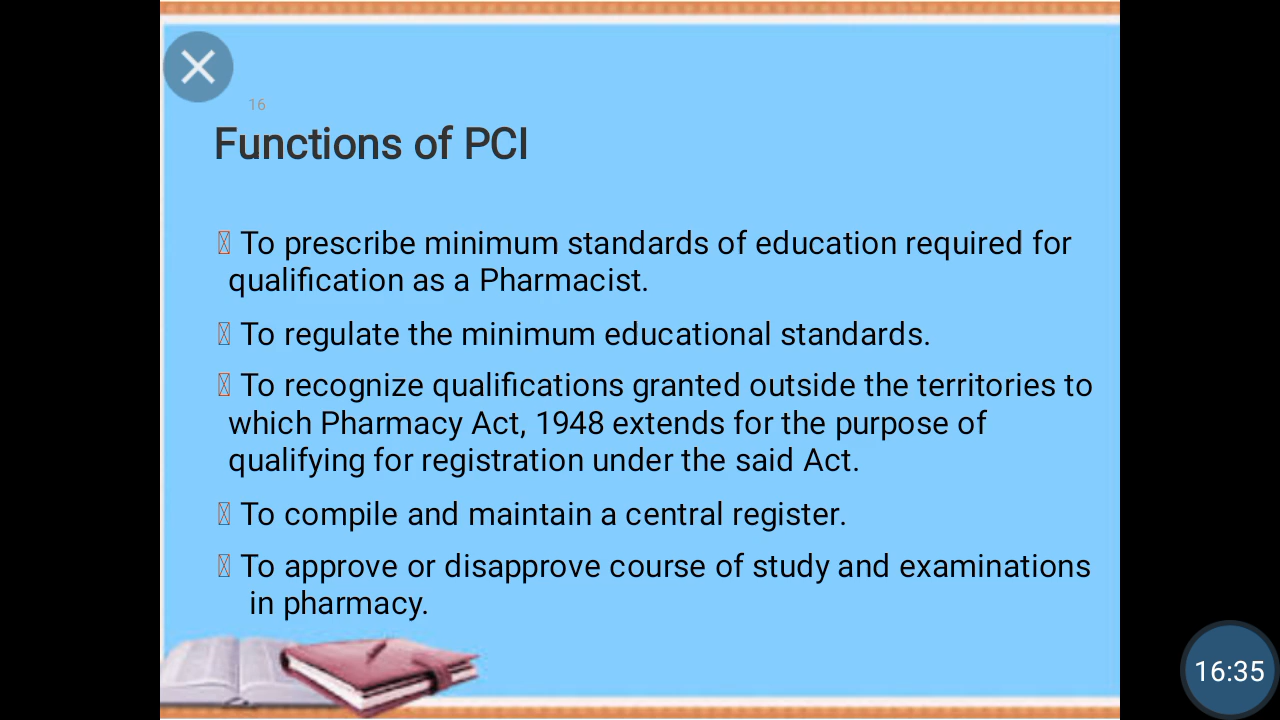 16
Functions of PCI
To prescribe minimum standards of education required for
qualification as a Pharmacist.
To regulate the minimum educational standards.
To recognize qualifications granted outside the territories to
which Pharmacy Act, 1948 extends for the purpose of
qualifying for registration under the said Act.
To compile and maintain a central register.
To approve or disapprove course of study and examinations
in pharmacy.
16:35